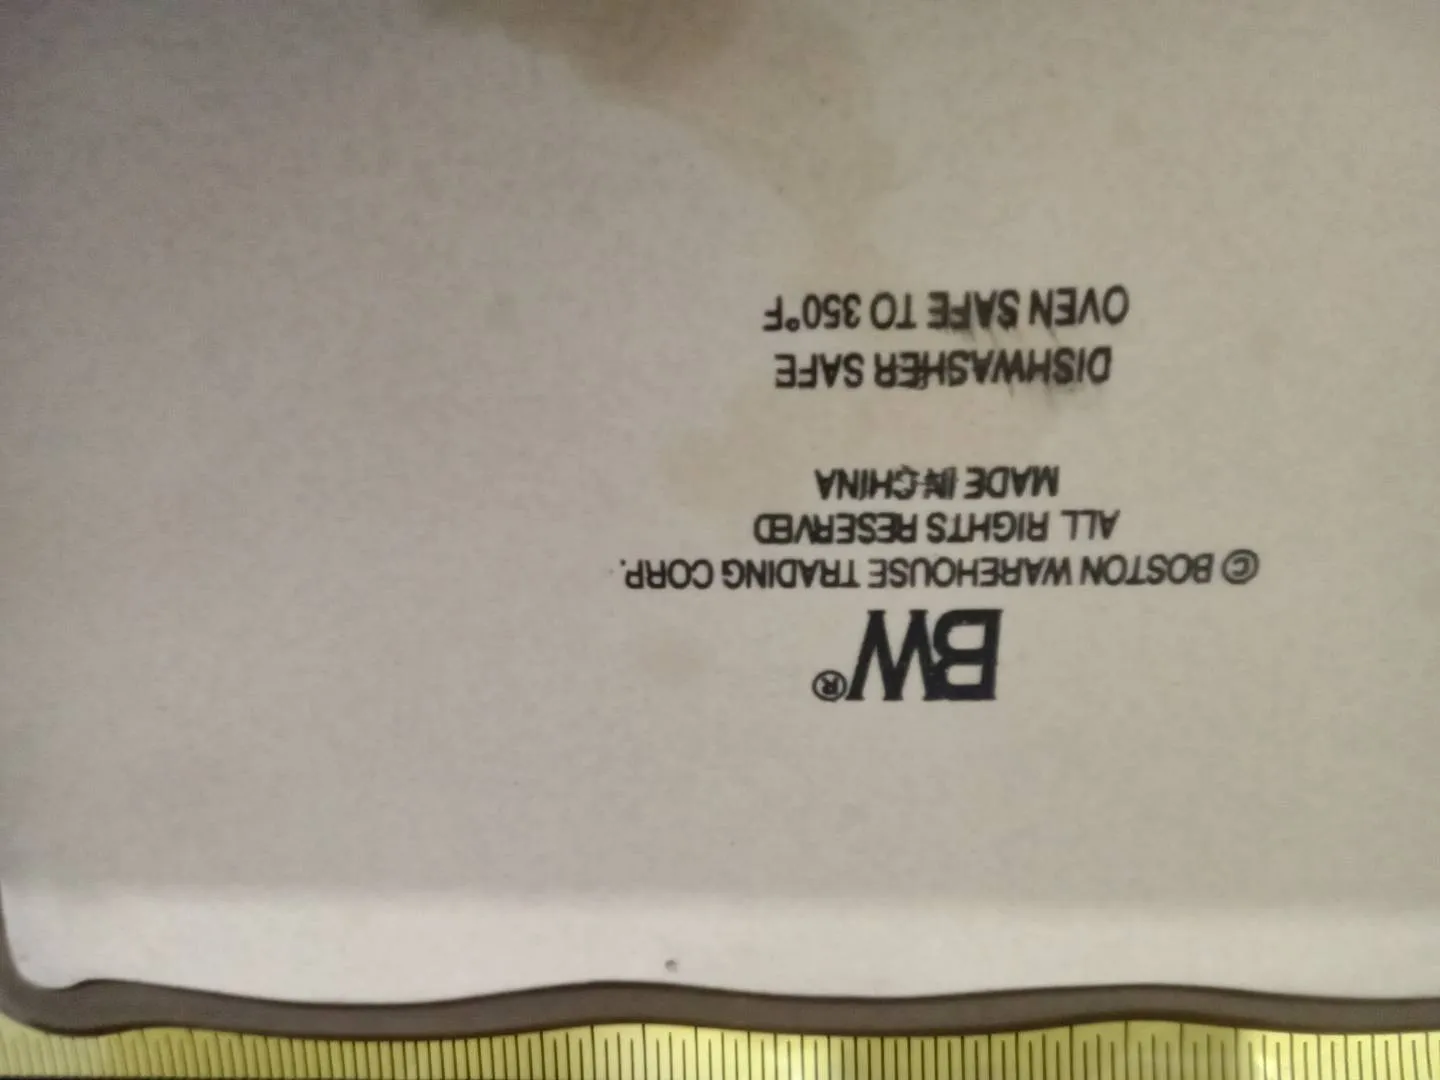 BW®
© BOSTON WAREHOUSE TRADING CORP.
ALL RIGHTS RESERVED
MADE IN CHINA
DISHWASHER SAFE
OVEN SAFE TO 350°F